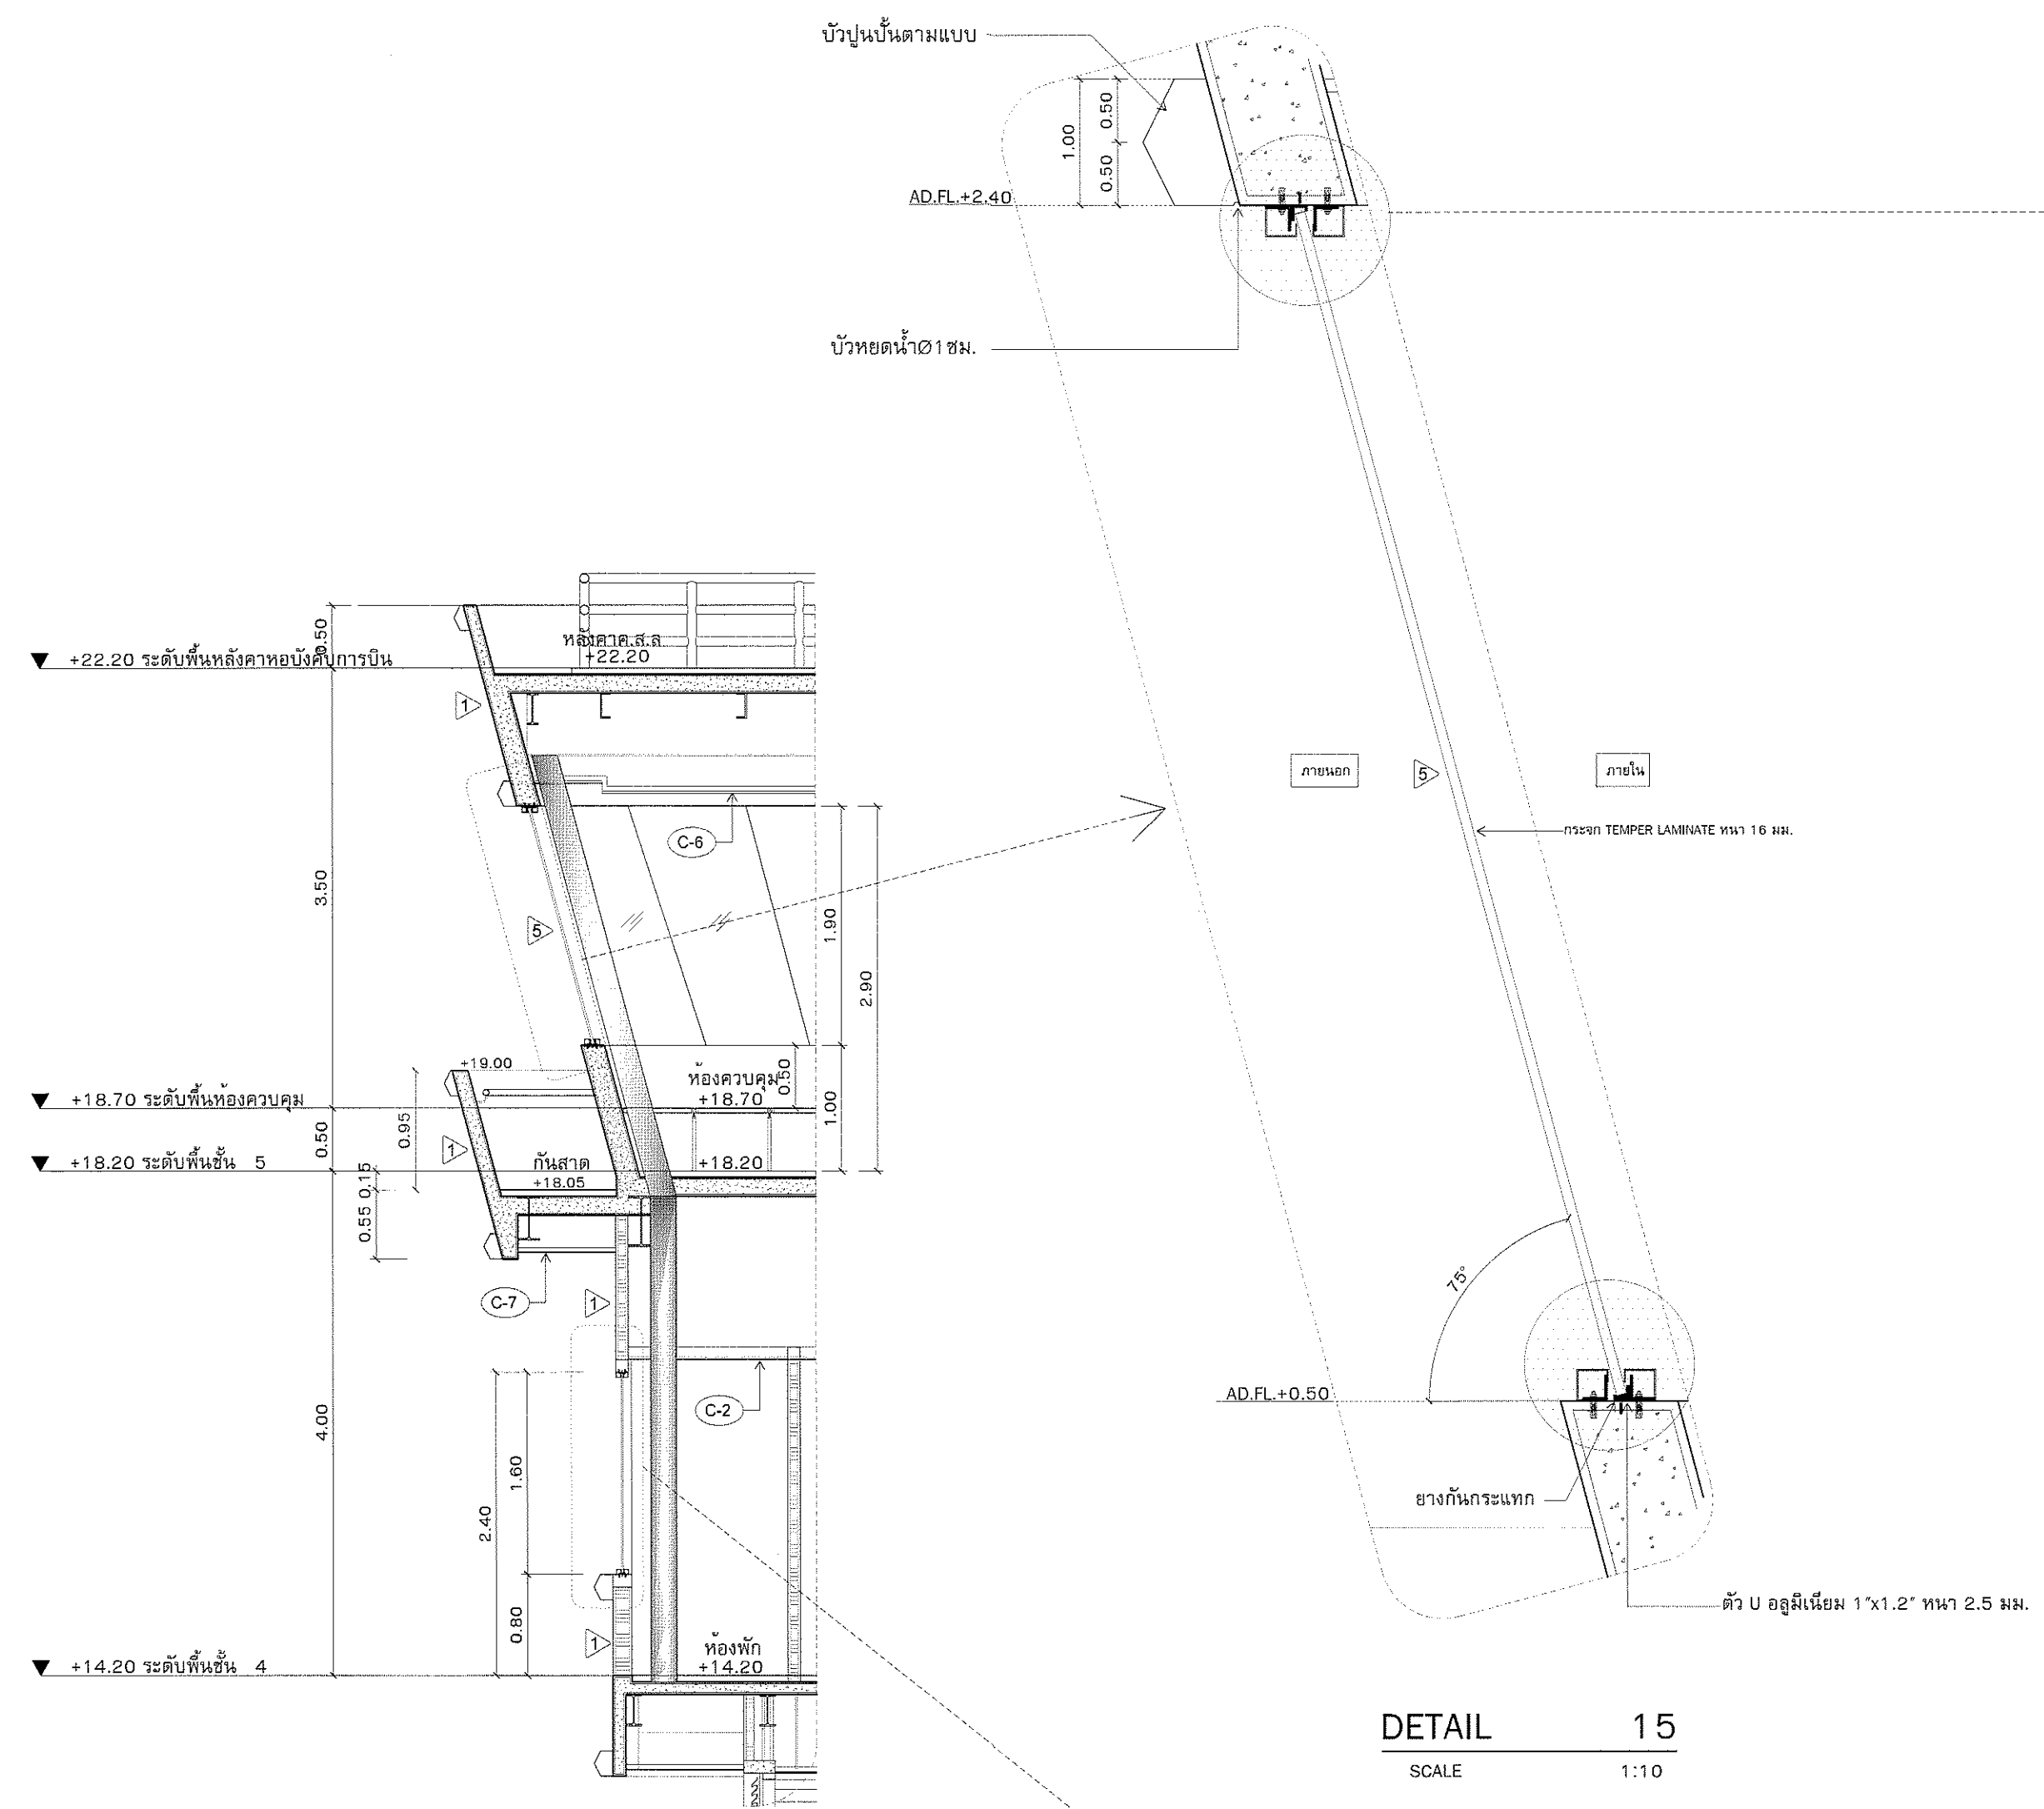 บัวปูนปั้นตามแบบ
1.00
0.50
0.50
AD.FL.+2.40
บัวหยดน้ำØ1ซม.
0.50
หลังคาค.ส.ล
+22.20
+22.20 ระดับพื้นหลังคาหอบังคับการบิน
1
ภายนอก
5
ภายใน
กระจก TEMPER LAMINATE หนา 16 มม.
C-6
3.50
5
1.90
2.90
+19.00
ห้องควบคุม
+18.70
0.50
+18.70 ระดับพื้นห้องควบคุม
1.00
0.95
0.50
1
กันสาด
+18.05
+18.20
+18.20 ระดับพื้นชั้น 5
0.15
0.55
C-7
1
75°
AD.FL.+0.50
C-2
4.00
1.60
2.40
ยางกันกระแทก
0.80
ตัว U อลูมิเนียม 1"x1.2" หนา 2.5 มม.
1
ห้องพัก
+14.20
+14.20 ระดับพื้นชั้น 4
DETAIL 15
SCALE 1:10